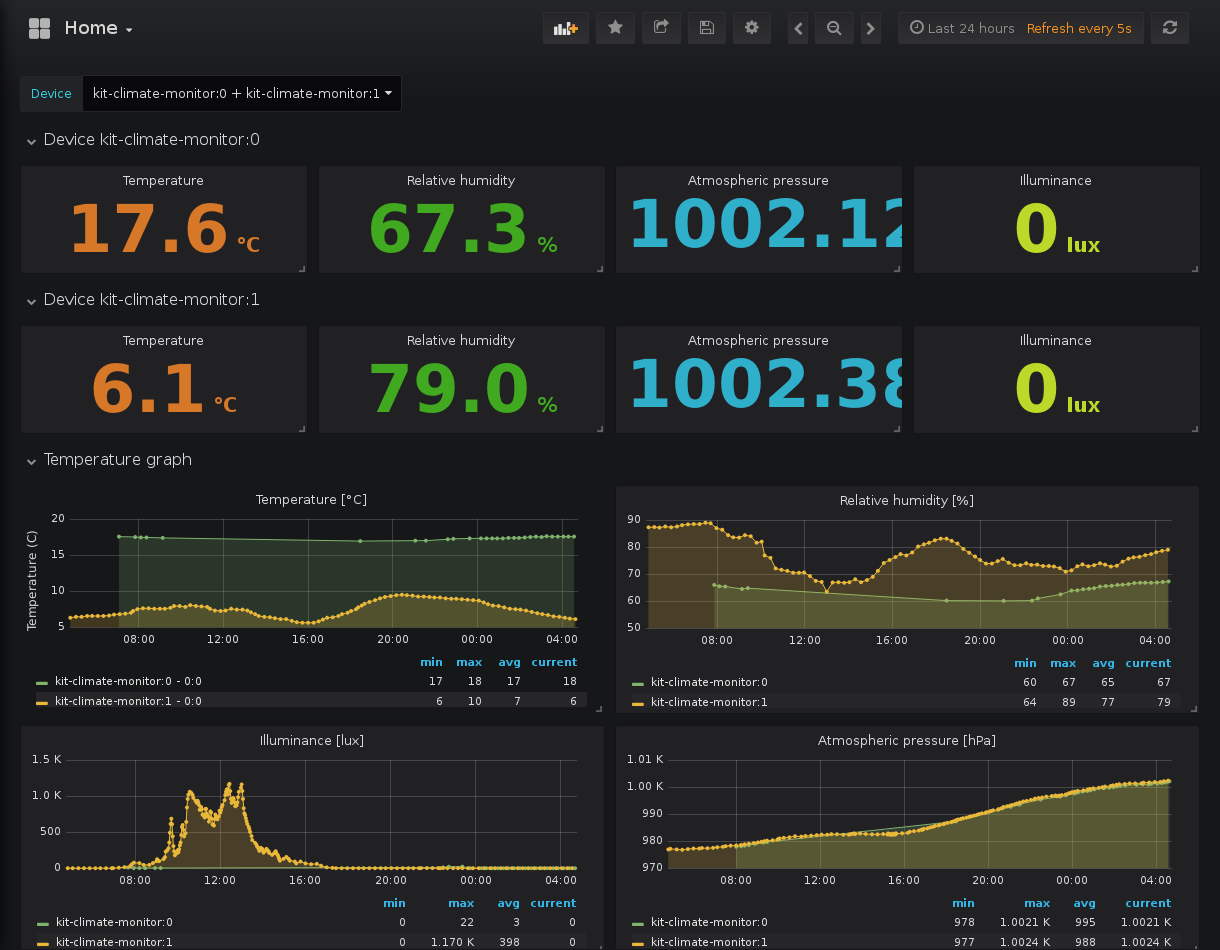 Home
Last 24 hours Refresh every 5s
Device kit-climate-monitor:0 + kit-climate-monitor:1
Device kit-climate-monitor:0
Temperature Relative humidity Atmospheric pressure Illuminance
17.6 °C 67.3 % 1002.12 0 lux
Device kit-climate-monitor:1
Temperature Relative humidity Atmospheric pressure Illuminance
6.1 °C 79.0 % 1002.38 0 lux
Temperature graph
Temperature [°C]
Temperature (C)
20
15
10
5
08:00 12:00 16:00 20:00 00:00 04:00
min max avg current
kit-climate-monitor:0 - 0:0 17 18 17 18
kit-climate-monitor:1 - 0:0 6 10 7 6
Relative humidity [%]
90
80
70
60
50
08:00 12:00 16:00 20:00 00:00 04:00
min max avg current
kit-climate-monitor:0 60 67 65 67
kit-climate-monitor:1 64 89 77 79
Illuminance [lux]
1.5 K
1.0 K
500
0
08:00 12:00 16:00 20:00 00:00 04:00
min max avg current
kit-climate-monitor:0 0 22 3 0
kit-climate-monitor:1 0 1.170 K 398 0
Atmospheric pressure [hPa]
1.01 K
1.00 K
990
980
970
08:00 12:00 16:00 20:00 00:00 04:00
min max avg current
kit-climate-monitor:0 978 1.0021 K 995 1.0021 K
kit-climate-monitor:1 977 1.0024 K 988 1.0024 K